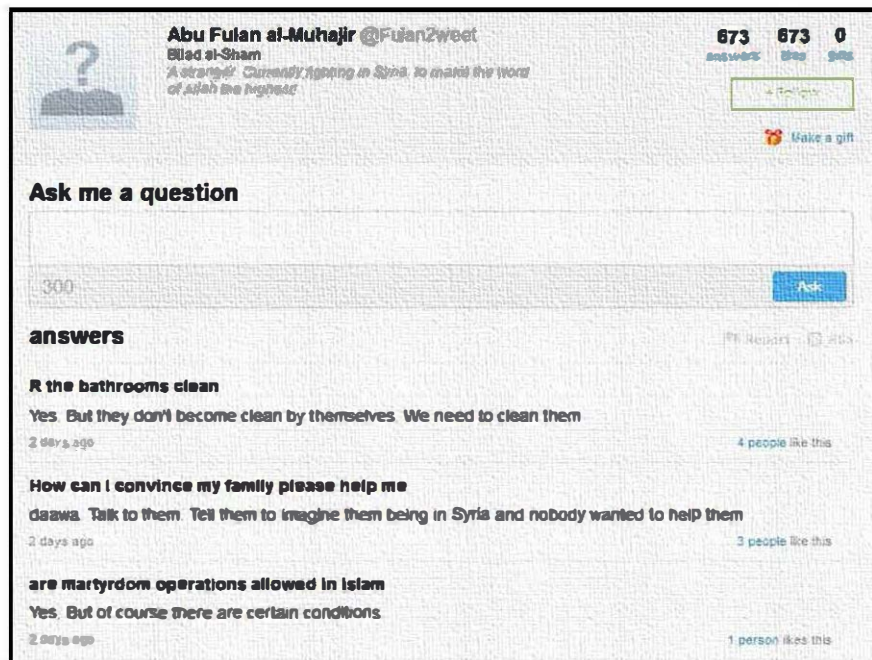 Abu Fulan al-Muhajir @Fulan2weet
673 673 0
Bilad al-Sham
answers likes gifts
A stranger. Currently fighting in Syria, to make the word
of Allah the highest
+ Follow
Make a gift
Ask me a question
300
Ask
answers
Report RSS
R the bathrooms clean
Yes. But they don't become clean by themselves. We need to clean them
2 days ago
4 people like this
How can I convince my family please help me
daawa. Talk to them. Tell them to imagine them being in Syria and nobody wanted to help them
2 days ago
3 people like this
are martyrdom operations allowed in islam
Yes. But of course there are certain conditions
2 days ago
1 person likes this